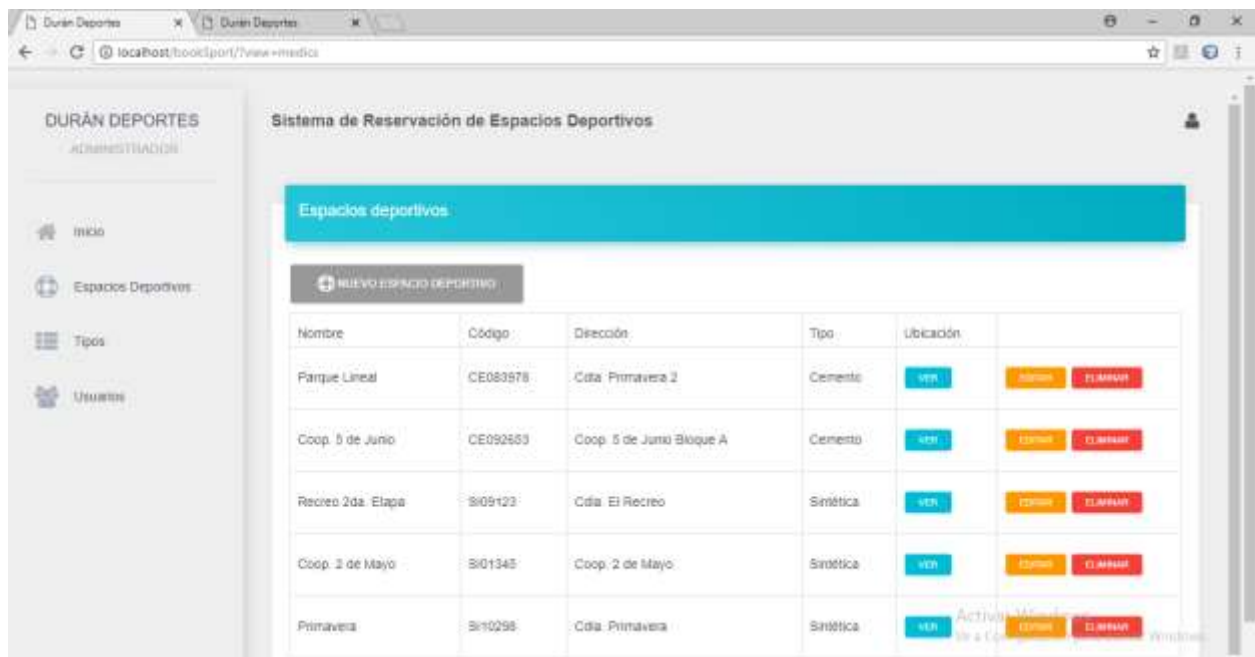 Durán Deportes
Durán Deportes
localhost/bookSport/?view=medics
DURÁN DEPORTES
ADMINISTRADOR
Sistema de Reservación de Espacios Deportivos
Inicio
Espacios Deportivos
Tipos
Usuarios
Espacios deportivos
NUEVO ESPACIO DEPORTIVO
Nombre Código Dirección Tipo Ubicación
Parque Lineal CE083978 Cdla. Primavera 2 Cemento VER EDITAR ELIMINAR
Coop. 5 de Junio CE092653 Coop. 5 de Junio Bloque A Cemento VER EDITAR ELIMINAR
Recreo 2da. Etapa SI09123 Cdla. El Recreo Sintética VER EDITAR ELIMINAR
Coop. 2 de Mayo SI01345 Coop. 2 de Mayo Sintética VER EDITAR ELIMINAR
Primavera SI10298 Cdla. Primavera Sintética VER EDITAR ELIMINAR
Activar Windows
Windows